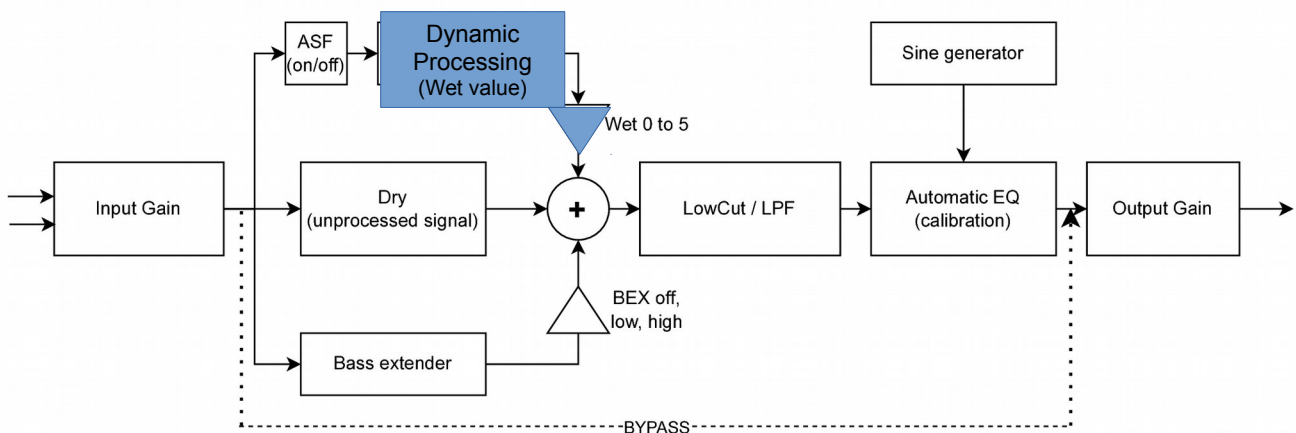 ASF
(on/off)
Dynamic
Processing
(Wet value)
Sine generator
Wet 0 to 5
Input Gain
Dry
(unprocessed signal)
+
LowCut / LPF
Automatic EQ
(calibration)
Output Gain
BEX off,
low, high
Bass extender
BYPASS